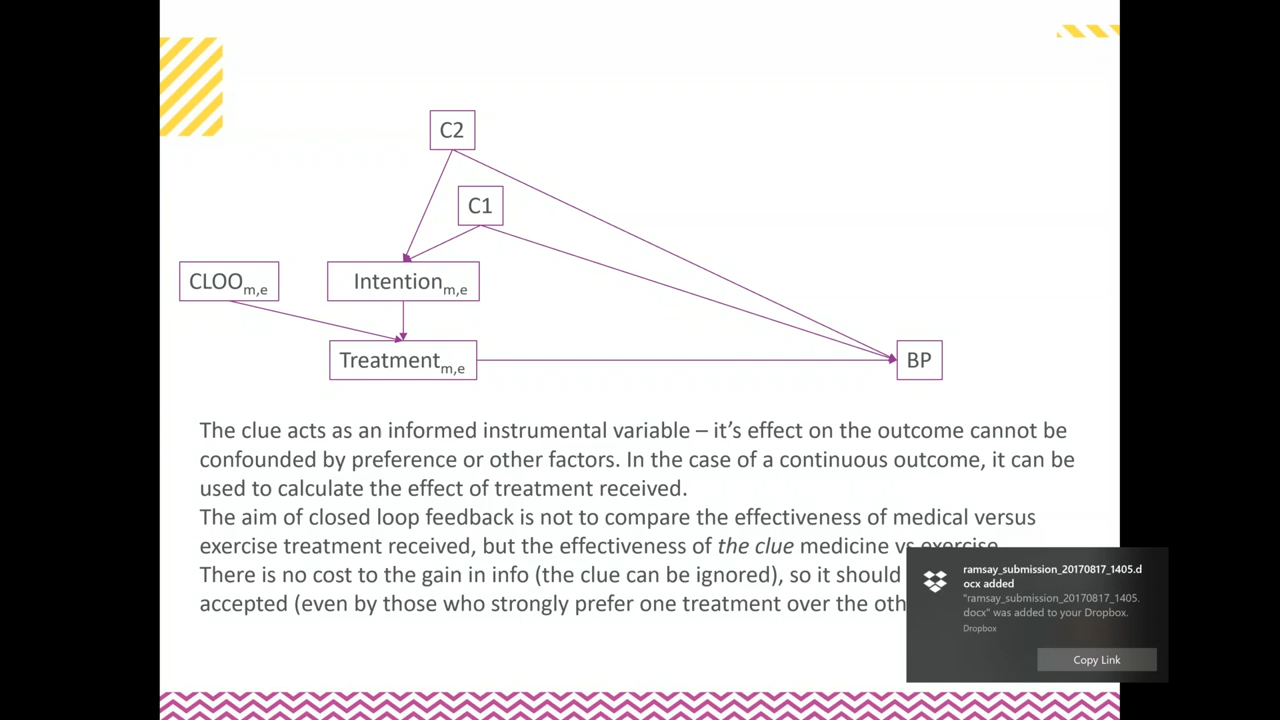 C2
C1
CLOOm,e
Intentionm,e
Treatmentm,e
BP
The clue acts as an informed instrumental variable – it’s effect on the outcome cannot be
confounded by preference or other factors. In the case of a continuous outcome, it can be
used to calculate the effect of treatment received.
The aim of closed loop feedback is not to compare the effectiveness of medical versus
exercise treatment received, but the effectiveness of the clue medicine vs exercise
There is no cost to the gain in info (the clue can be ignored), so it should
accepted (even by those who strongly prefer one treatment over the oth
ramsay_submission_20170817_1405.d
ocx added
"ramsay_submission_20170817_1405.
docx" was added to your Dropbox.
Dropbox
Copy Link